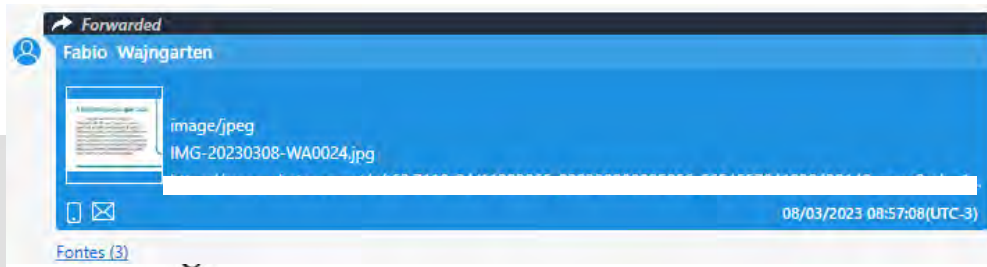 Forwarded
Fabio Wajngarten
image/jpeg
IMG-20230308-WA0024.jpg
08/03/2023 08:57:08(UTC-3)
Fontes (3)